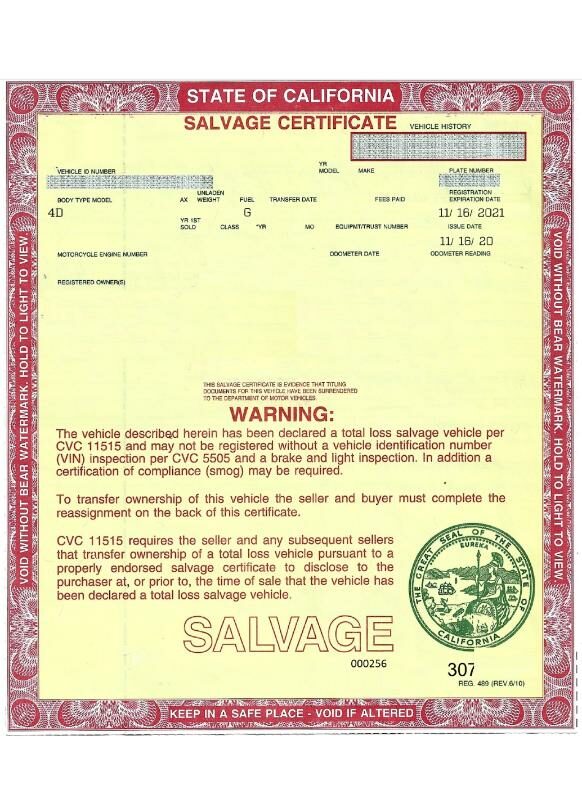 STATE OF CALIFORNIA
SALVAGE CERTIFICATE
VEHICLE HISTORY
VEHICLE ID NUMBER
YR MODEL
MAKE
PLATE NUMBER
BODY TYPE MODEL
AX
UNLADEN WEIGHT
FUEL
TRANSFER DATE
FEES PAID
REGISTRATION EXPIRATION DATE
4D
G
11/ 16/ 2021
YR 1ST SOLD
CLASS
*YR
MO
EQUIPMT/TRUST NUMBER
ISSUE DATE
11/ 16/ 20
MOTORCYCLE ENGINE NUMBER
ODOMETER DATE
ODOMETER READING
REGISTERED OWNER(S)
THIS SALVAGE CERTIFICATE IS EVIDENCE THAT TITLING
DOCUMENTS FOR THIS VEHICLE HAVE BEEN SURRENDERED
TO THE DEPARTMENT OF MOTOR VEHICLES.
WARNING:
The vehicle described herein has been declared a total loss salvage vehicle per
CVC 11515 and may not be registered without a vehicle identification number
(VIN) inspection per CVC 5505 and a brake and light inspection. In addition a
certification of compliance (smog) may be required.
To transfer ownership of this vehicle the seller and buyer must complete the
reassignment on the back of this certificate.
CVC 11515 requires the seller and any subsequent sellers
that transfer ownership of a total loss vehicle pursuant to a
properly endorsed salvage certificate to disclose to the
purchaser at, or prior to, the time of sale that the vehicle has
been declared a total loss salvage vehicle.
THE GREAT SEAL OF THE STATE OF CALIFORNIA
EUREKA
SALVAGE
000256
307
REG. 489 (REV.6/10)
KEEP IN A SAFE PLACE - VOID IF ALTERED
VOID WITHOUT BEAR WATERMARK. HOLD TO LIGHT TO VIEW
VOID WITHOUT BEAR WATERMARK. HOLD TO LIGHT TO VIEW